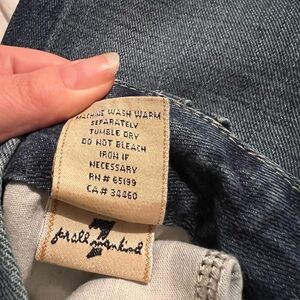 MACHINE WASH WARM
SEPARATELY
TUMBLE DRY
DO NOT BLEACH
IRON IF
NECESSARY
RN # 65199
CA # 34460
7
for all mankind